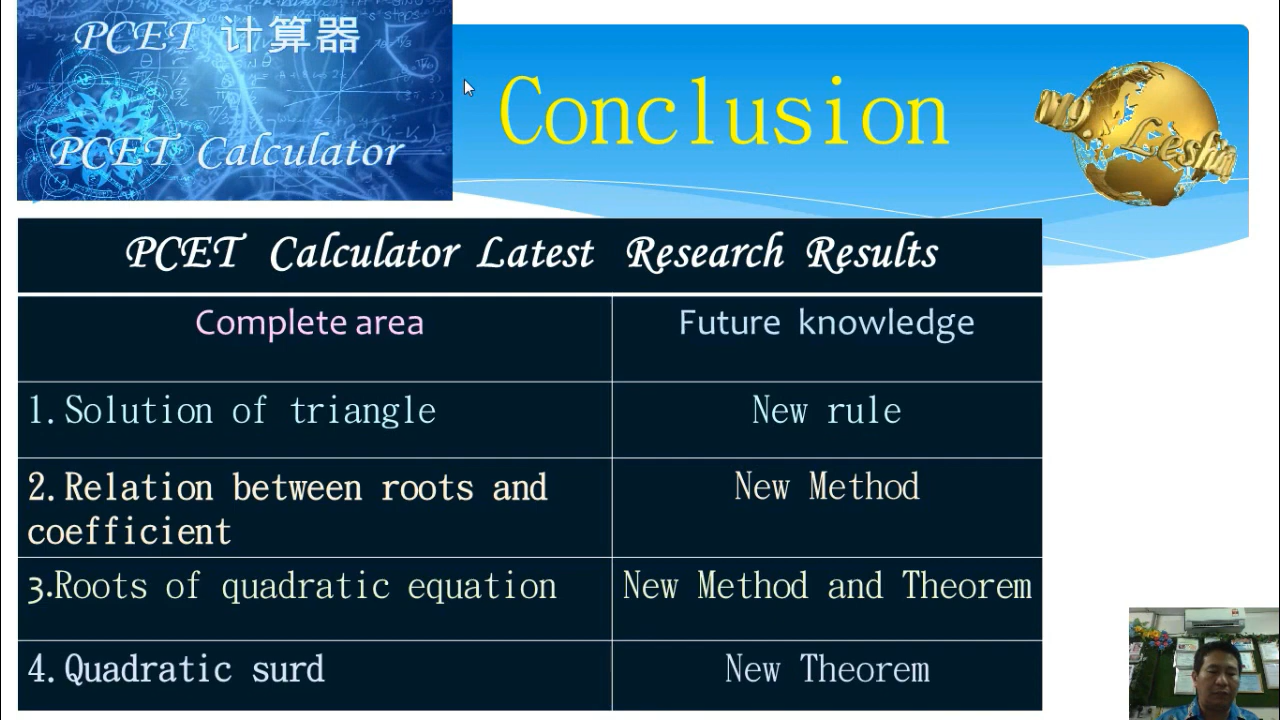 PCET 计算器
PCET Calculator
Conclusion
PCET Calculator Latest Research Results
Complete area
Future knowledge
1.Solution of triangle
New rule
2.Relation between roots and
coefficient
New Method
3.Roots of quadratic equation
New Method and Theorem
4.Quadratic surd
New Theorem